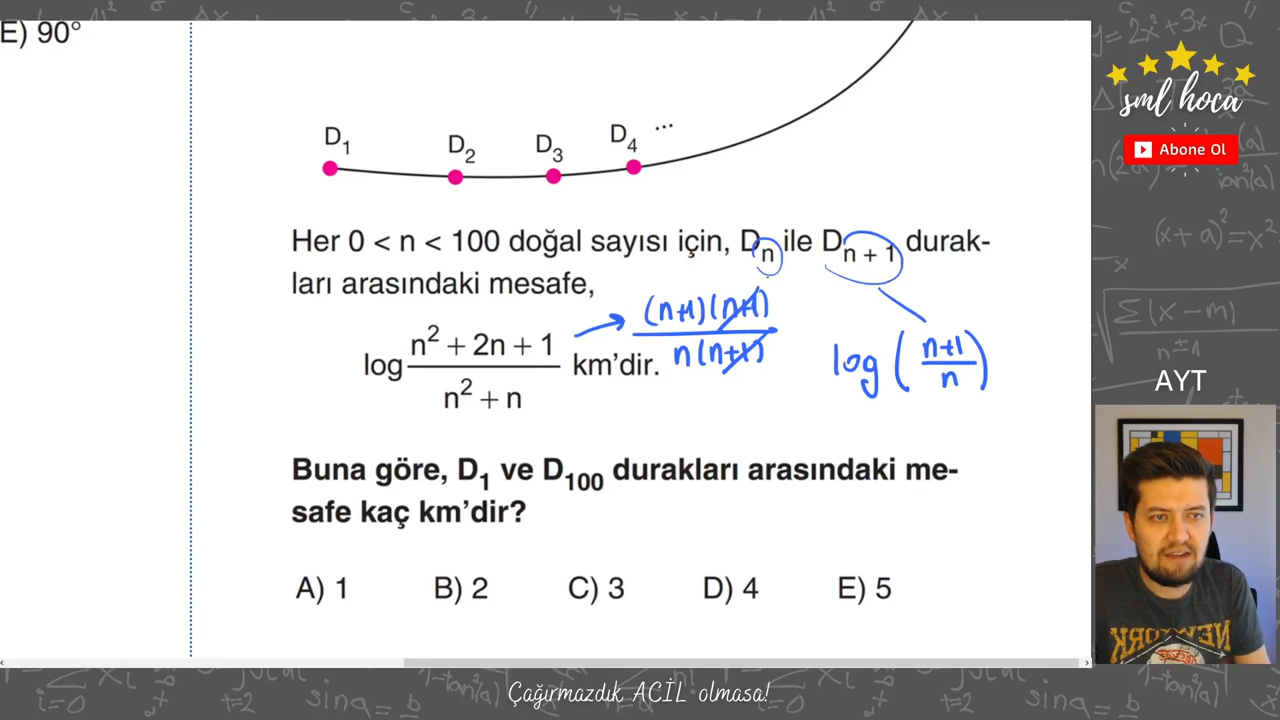 E) 90°
D1 D2 D3 D4 ...
Her 0 < n < 100 doğal sayısı için, Dn ile Dn + 1 durak-
ları arasındaki mesafe,
log n² + 2n + 1 / n² + n km'dir.
(n+1)(n+1) / n(n+1)
log ( n+1 / n )
Buna göre, D1 ve D100 durakları arasındaki me-
safe kaç km'dir?
A) 1 B) 2 C) 3 D) 4 E) 5
sml hoca
Abone Ol
AYT
Çağırmazdık ACİL olmasa!